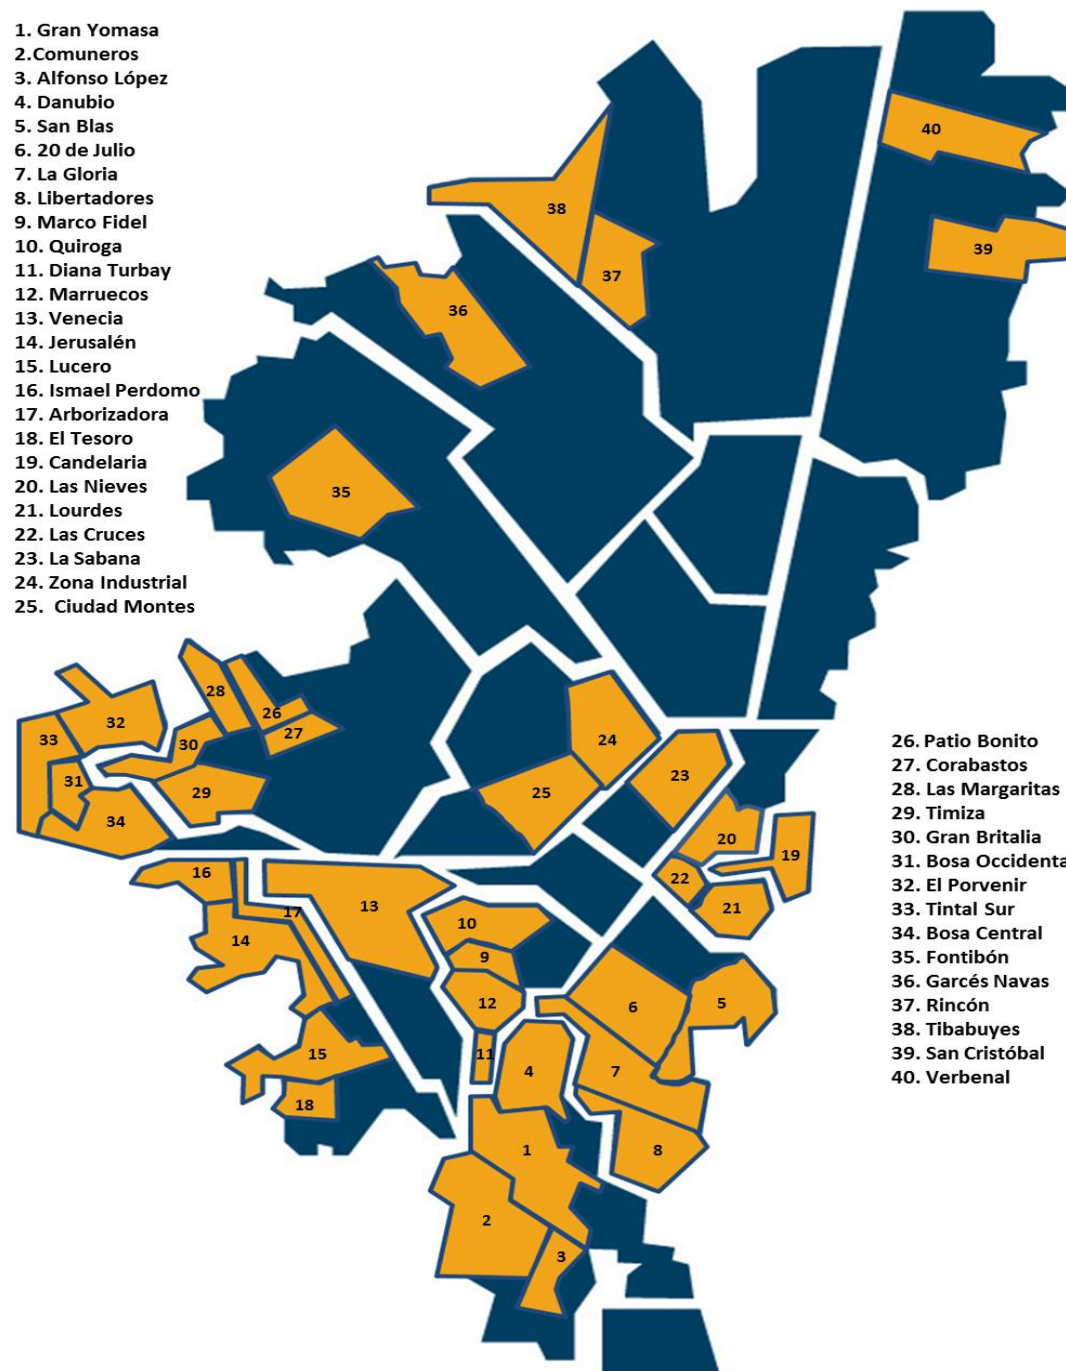 1. Gran Yomasa
2.Comuneros
3. Alfonso López
4. Danubio
5. San Blas
6. 20 de Julio
7. La Gloria
8. Libertadores
9. Marco Fidel
10. Quiroga
11. Diana Turbay
12. Marruecos
13. Venecia
14. Jerusalén
15. Lucero
16. Ismael Perdomo
17. Arborizadora
18. El Tesoro
19. Candelaria
20. Las Nieves
21. Lourdes
22. Las Cruces
23. La Sabana
24. Zona Industrial
25. Ciudad Montes
26. Patio Bonito
27. Corabastos
28. Las Margaritas
29. Timiza
30. Gran Britalia
31. Bosa Occidenta
32. El Porvenir
33. Tintal Sur
34. Bosa Central
35. Fontibón
36. Garcés Navas
37. Rincón
38. Tibabuyes
39. San Cristóbal
40. Verbenal
40
38
39
37
36
35
28
26
32
33
27
30
24
31
23
29
25
34
20
19
16
22
13
21
17
10
14
9
12
6
5
15
11
4
7
18
1
8
2
3